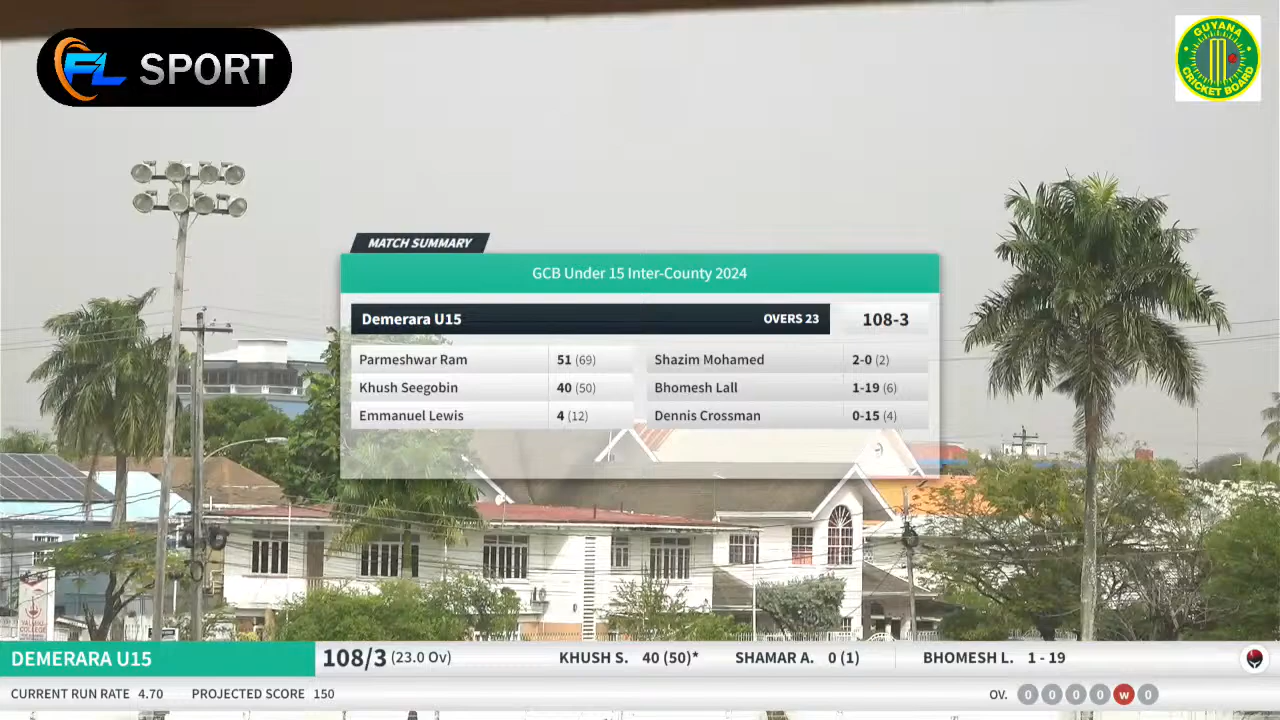 FL SPORT
GUYANA
CRICKET BOARD
MATCH SUMMARY
GCB Under 15 Inter-County 2024
Demerara U15 OVERS 23 108-3
Parmeshwar Ram 51 (69) Shazim Mohamed 2-0 (2)
Khush Seegobin 40 (50) Bhomesh Lall 1-19 (6)
Emmanuel Lewis 4 (12) Dennis Crossman 0-15 (4)
DEMERARA U15 108/3 (23.0 Ov) KHUSH S. 40 (50)* SHAMAR A. 0 (1) BHOMESH L. 1 - 19
CURRENT RUN RATE 4.70 PROJECTED SCORE 150 OV. 0 0 0 0 W 0